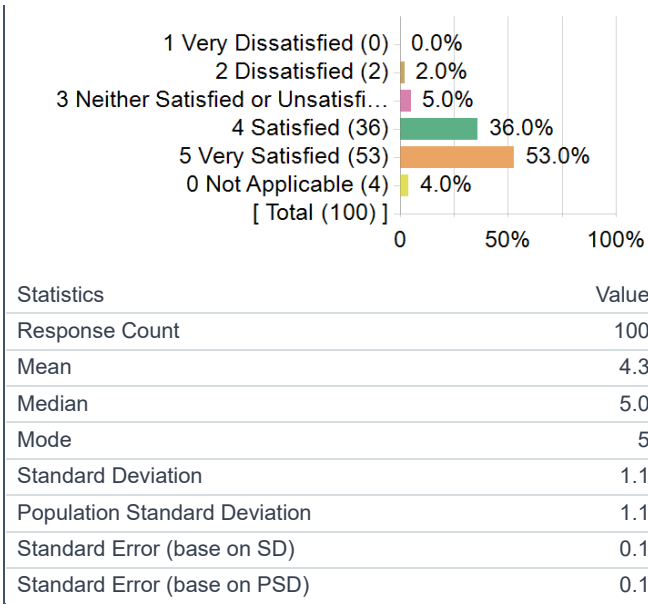 1 Very Dissatisfied (0) 0.0%
2 Dissatisfied (2) 2.0%
3 Neither Satisfied or Unsatisfi... 5.0%
4 Satisfied (36) 36.0%
5 Very Satisfied (53) 53.0%
0 Not Applicable (4) 4.0%
[ Total (100) ]
0 50% 100%
Statistics Value
Response Count 100
Mean 4.3
Median 5.0
Mode 5
Standard Deviation 1.1
Population Standard Deviation 1.1
Standard Error (base on SD) 0.1
Standard Error (base on PSD) 0.1